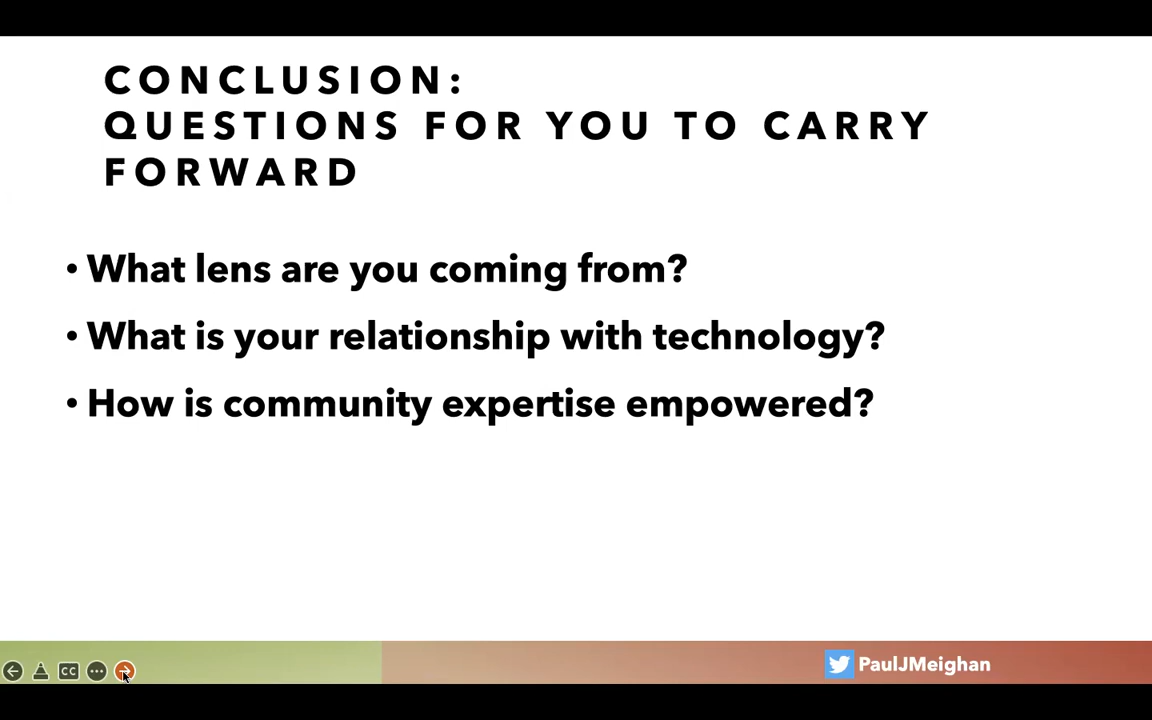 CONCLUSION:
QUESTIONS FOR YOU TO CARRY
FORWARD
• What lens are you coming from?
• What is your relationship with technology?
• How is community expertise empowered?
CC
PaulJMeighan